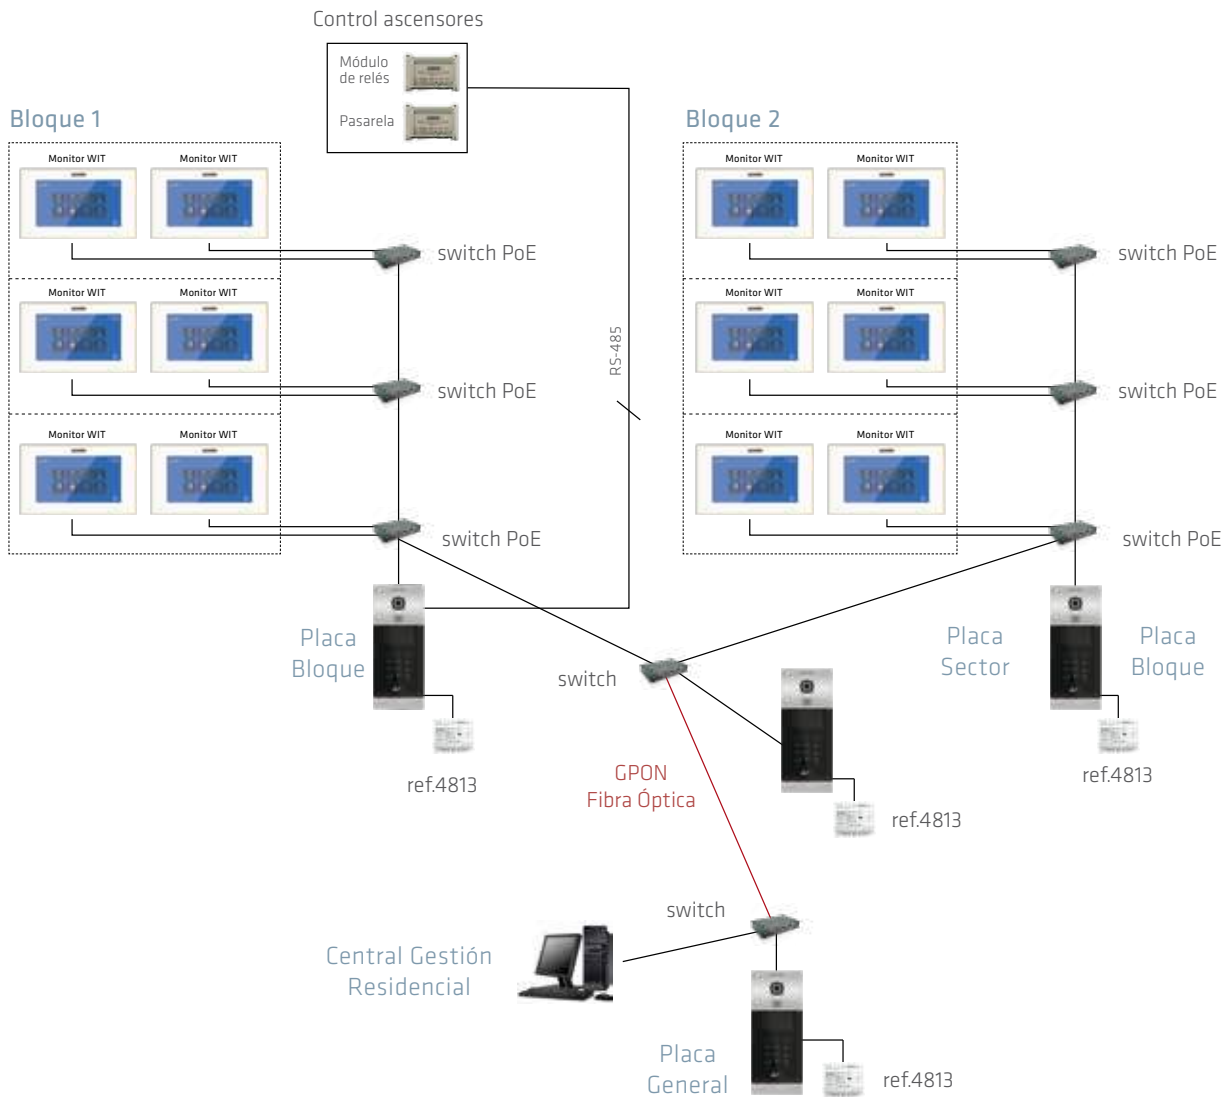 Control ascensores
Módulo
de relés
Pasarela
Bloque 1
Bloque 2
Monitor WIT
Monitor WIT
Monitor WIT
Monitor WIT
switch PoE
switch PoE
Monitor WIT
Monitor WIT
Monitor WIT
Monitor WIT
RS-485
switch PoE
switch PoE
Monitor WIT
Monitor WIT
Monitor WIT
Monitor WIT
switch PoE
switch PoE
Placa
Bloque
Placa
Sector
Placa
Bloque
switch
ref.4813
GPON
Fibra Óptica
ref.4813
ref.4813
switch
Central Gestión
Residencial
Placa
General
ref.4813